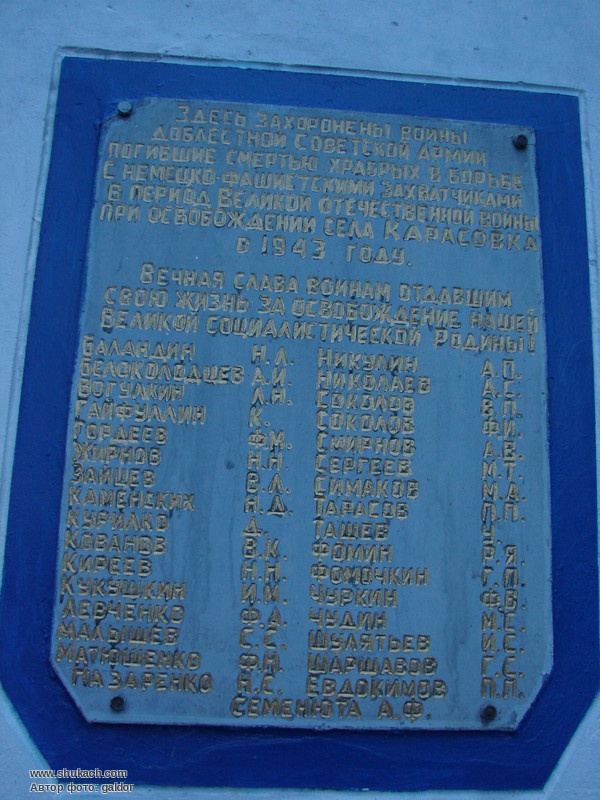 Здесь захоронены воины
доблестной Советской Армии
погибшие смертью храбрых в борьбе
с немецко-фашистскими захватчиками
в период Великой отечественной войны
при освобождении села Карасовка
в 1943 году.
Вечная слава воинам отдавшим
свою жизнь за освобождение нашей
Великой социалистической Родины!
Баландин Н.Л. Никулин А.П.
Белоколодцев А.И. Николаев А.С.
Вогулкин Л.Н. Соколов В.П.
Гайфуллин К. Соколов Ф.И.
Гордеев Ф.М. Смирнов А.В.
Жирнов Н.Н. Сергеев М.Т.
Зайцев В.Л. Симаков М.А.
Каменских Н.Д. Тарасов П.П.
Курилко Д. Ташев У.
Кованов В.К. Фомин В.Я.
Киреев Н.Н. Фомочкин Г.П.
Кукушкин И.И. Чуркин Ф.В.
Левченко Ф.А. Чудин Н.С.
Малышев С.С. Шулятьев И.С.
Матюшенко Ф.Н. Шаршавов Г.С.
Назаренко Н.С. Евдокимов П.П.
Семенюта А.Ф.
www.shukach.com
Автор фото: galdor